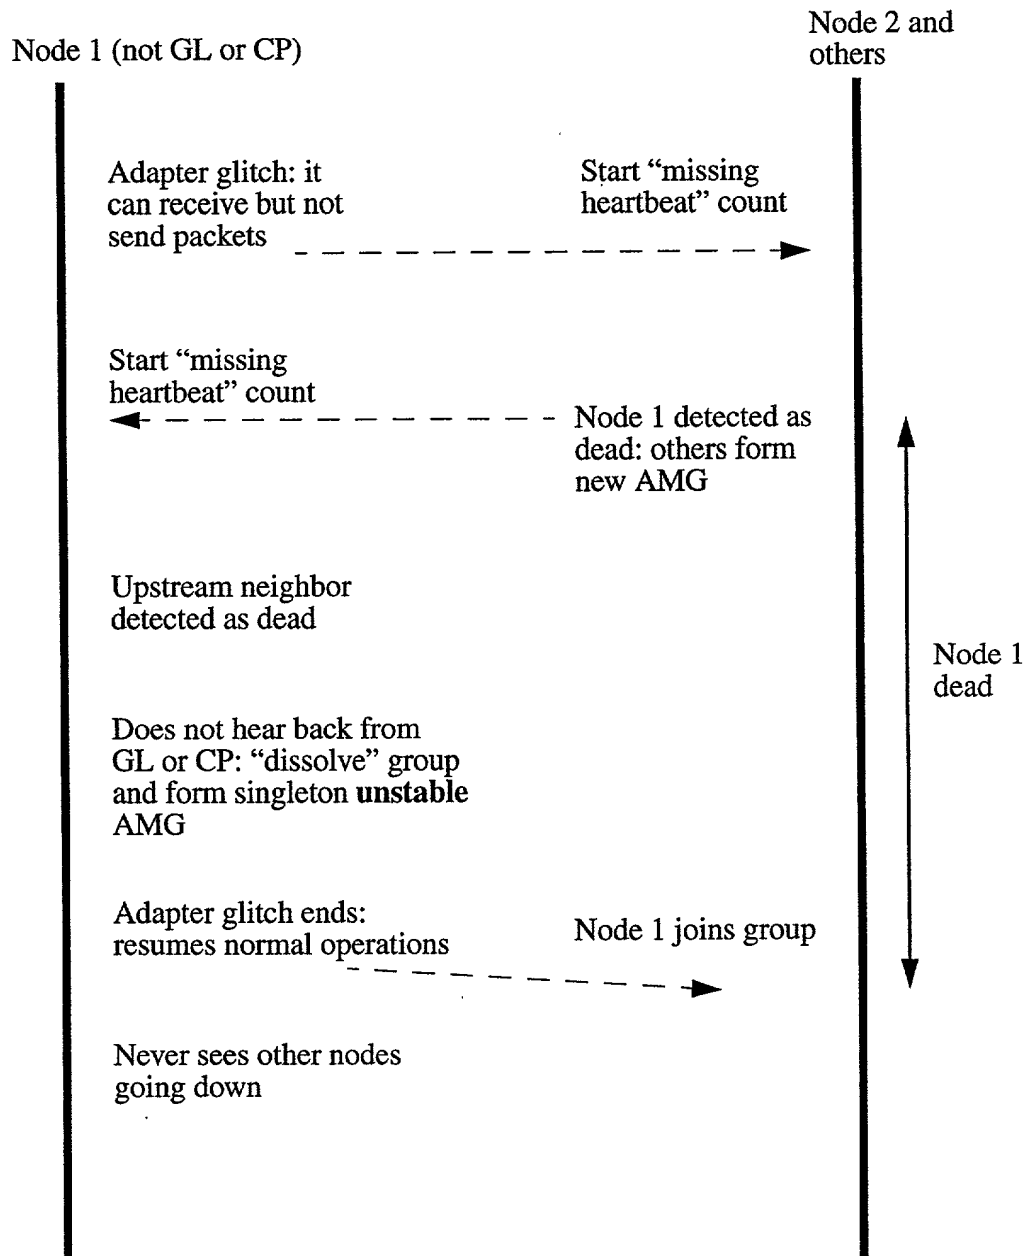 Node 1 (not GL or CP)
Node 2 and
others
Adapter glitch: it
can receive but not
send packets
Start “missing
heartbeat” count
Start “missing
heartbeat” count
Node 1 detected as
dead: others form
new AMG
Upstream neighbor
detected as dead
Node 1
dead
Does not hear back from
GL or CP: “dissolve” group
and form singleton unstable
AMG
Adapter glitch ends:
resumes normal operations
Node 1 joins group
Never sees other nodes
going down